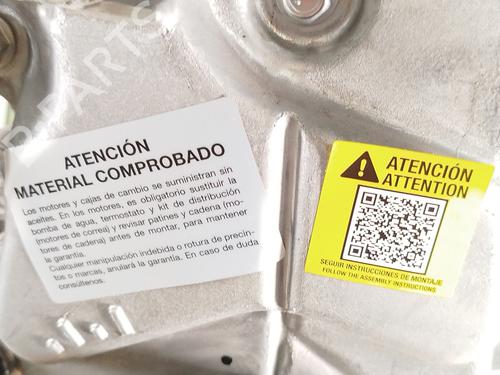 ATENCIÓN
MATERIAL COMPROBADO
Los motores y cajas de cambio se suministran sin
aceites. En los motores, es obligatorio sustituir la
bomba de agua, termostato y kit de distribución
(motores de correa) y revisar patines y cadena (mo-
tores de cadena) antes de montar, para mantener
la garantía.
Cualquier manipulación indebida o rotura de precin-
tos o marcas, anulará la garantía. En caso de duda
consúltenos.
ATENCIÓN
ATTENTION
SEGUIR INSTRUCCIONES DE MONTAJE
FOLLOW THE ASSEMBLY INSTRUCTIONS